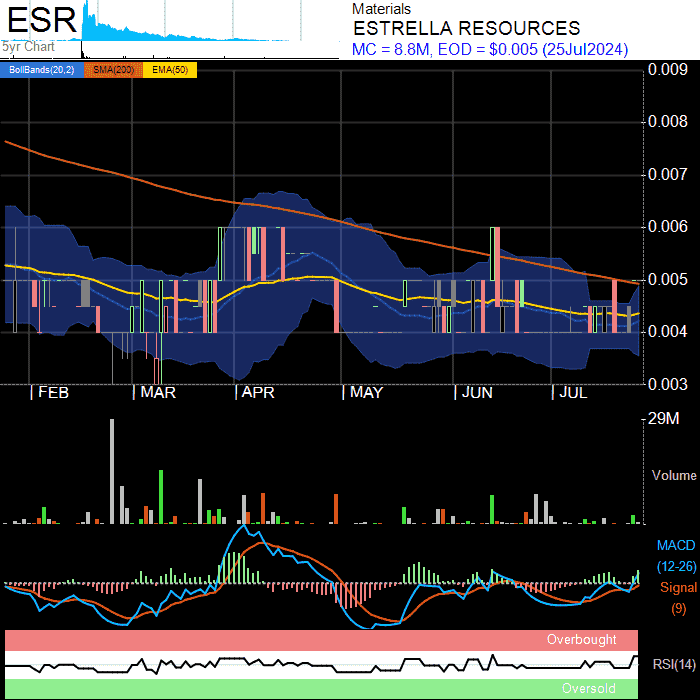 ESR
5yr Chart
Materials
ESTRELLA RESOURCES
MC = 8.8M, EOD = $0.005 (25Jul2024)
BollBands(20,2) SMA(200) EMA(50)
0.009
0.008
0.007
0.006
0.005
0.004
0.003
FEB MAR APR MAY JUN JUL
29M
Volume
MACD
(12-26)
Signal
(9)
Overbought
RSI(14)
Oversold